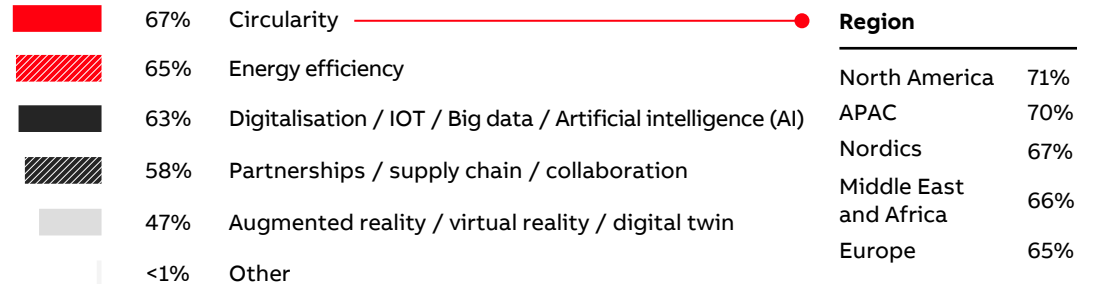 67% Circularity
65% Energy efficiency
63% Digitalisation / IOT / Big data / Artificial intelligence (AI)
58% Partnerships / supply chain / collaboration
47% Augmented reality / virtual reality / digital twin
<1% Other
Region
North America 71%
APAC 70%
Nordics 67%
Middle East
and Africa 66%
Europe 65%